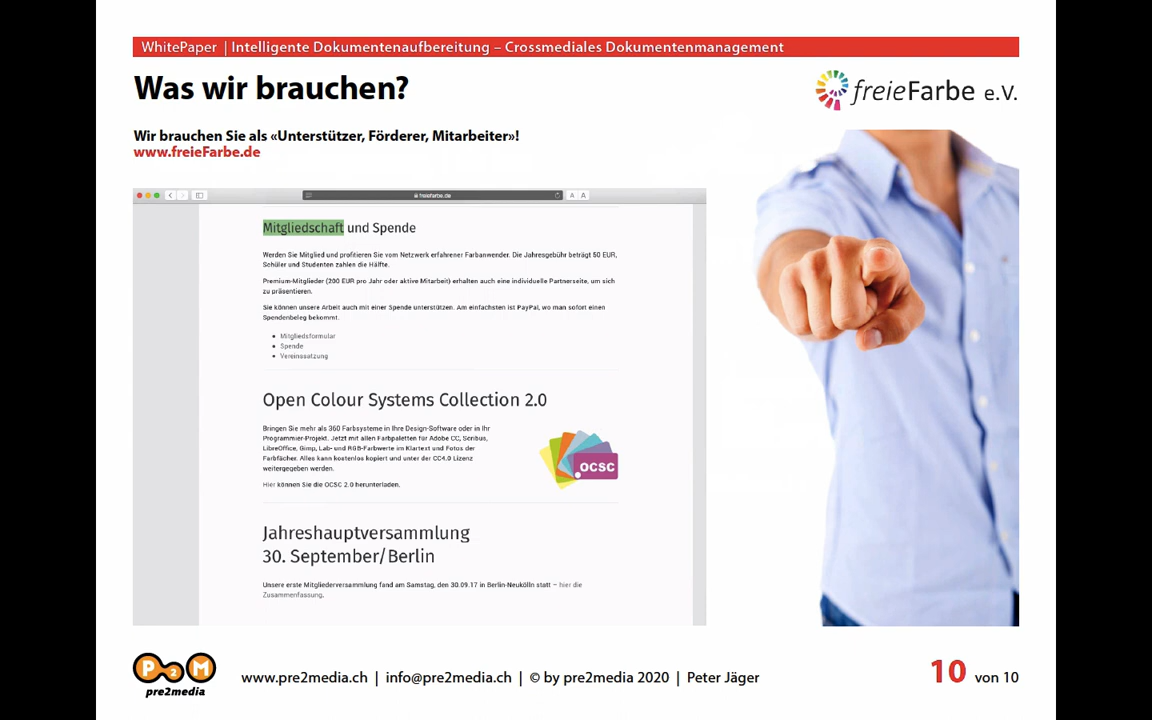 WhitePaper | Intelligente Dokumentenaufbereitung – Crossmediales Dokumentenmanagement
Was wir brauchen?
freieFarbe e.V.
Wir brauchen Sie als «Unterstützer, Förderer, Mitarbeiter»!
www.freieFarbe.de
freiefarbe.de
A A
Mitgliedschaft und Spende
Werden Sie Mitglied und profitieren Sie vom Netzwerk erfahrener Farbanwender. Die Jahresgebühr beträgt 50 EUR,
Schüler und Studenten zahlen die Hälfte.
Premium-Mitglieder (200 EUR pro Jahr oder aktive Mitarbeit) erhalten auch eine individuelle Partnerseite, um sich
zu präsentieren.
Sie können unsere Arbeit auch mit einer Spende unterstützen. Am einfachsten ist PayPal, wo man sofort einen
Spendenbeleg bekommt.
• Mitgliedsformular
• Spende
• Vereinssatzung
Open Colour Systems Collection 2.0
Bringen Sie mehr als 360 Farbsysteme in Ihre Design-Software oder in Ihr
Programmier-Projekt. Jetzt mit allen Farbpaletten für Adobe CC, Scribus,
LibreOffice, Gimp, Lab- und RGB-Farbwerte im Klartext und Fotos der
Farbfächer. Alles kann kostenlos kopiert und unter der CC4.0 Lizenz
weitergegeben werden.
OCSC
Hier können Sie die OCSC 2.0 herunterladen.
Jahreshauptversammlung
30. September/Berlin
Unsere erste Mitgliederversammlung fand am Samstag, den 30.09.17 in Berlin-Neukölln statt – hier die
Zusammenfassung.
P2M
pre2media
www.pre2media.ch | info@pre2media.ch | © by pre2media 2020 | Peter Jäger
10 von 10